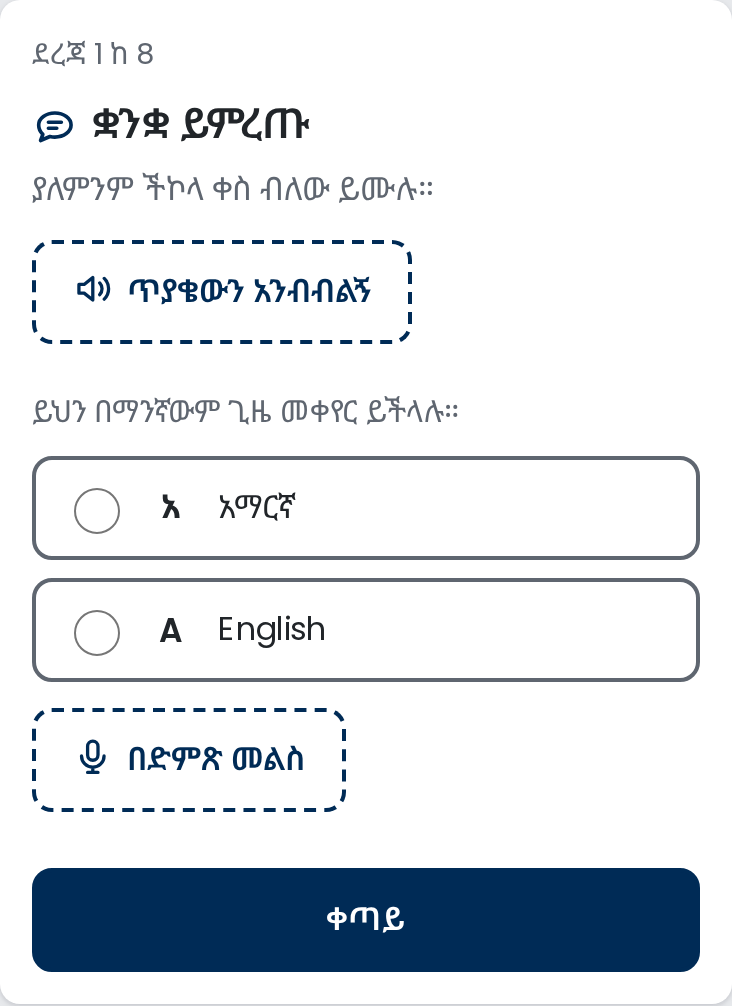 ደረጃ 1 ከ 8
ቋንቋ ይምረጡ
ያለምንም ችኮላ ቀስ ብለው ይሙሉ።
ጥያቄውን አንብብልኝ
ይህን በማንኛውም ጊዜ መቀየር ይችላሉ።
አ አማርኛ
A English
በድምጽ መልስ
ቀጣይ